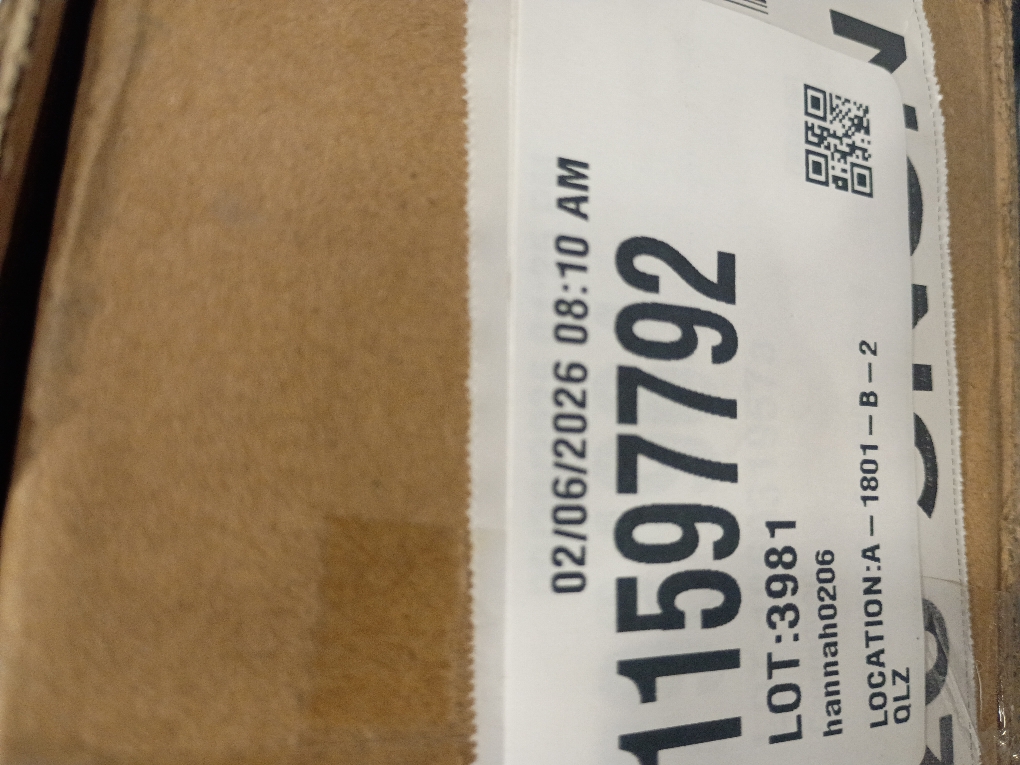 02/06/2026 08:10 AM
11597792
LOT:3981
hannah0206
LOCATION:A-1801-B-2
QLZ